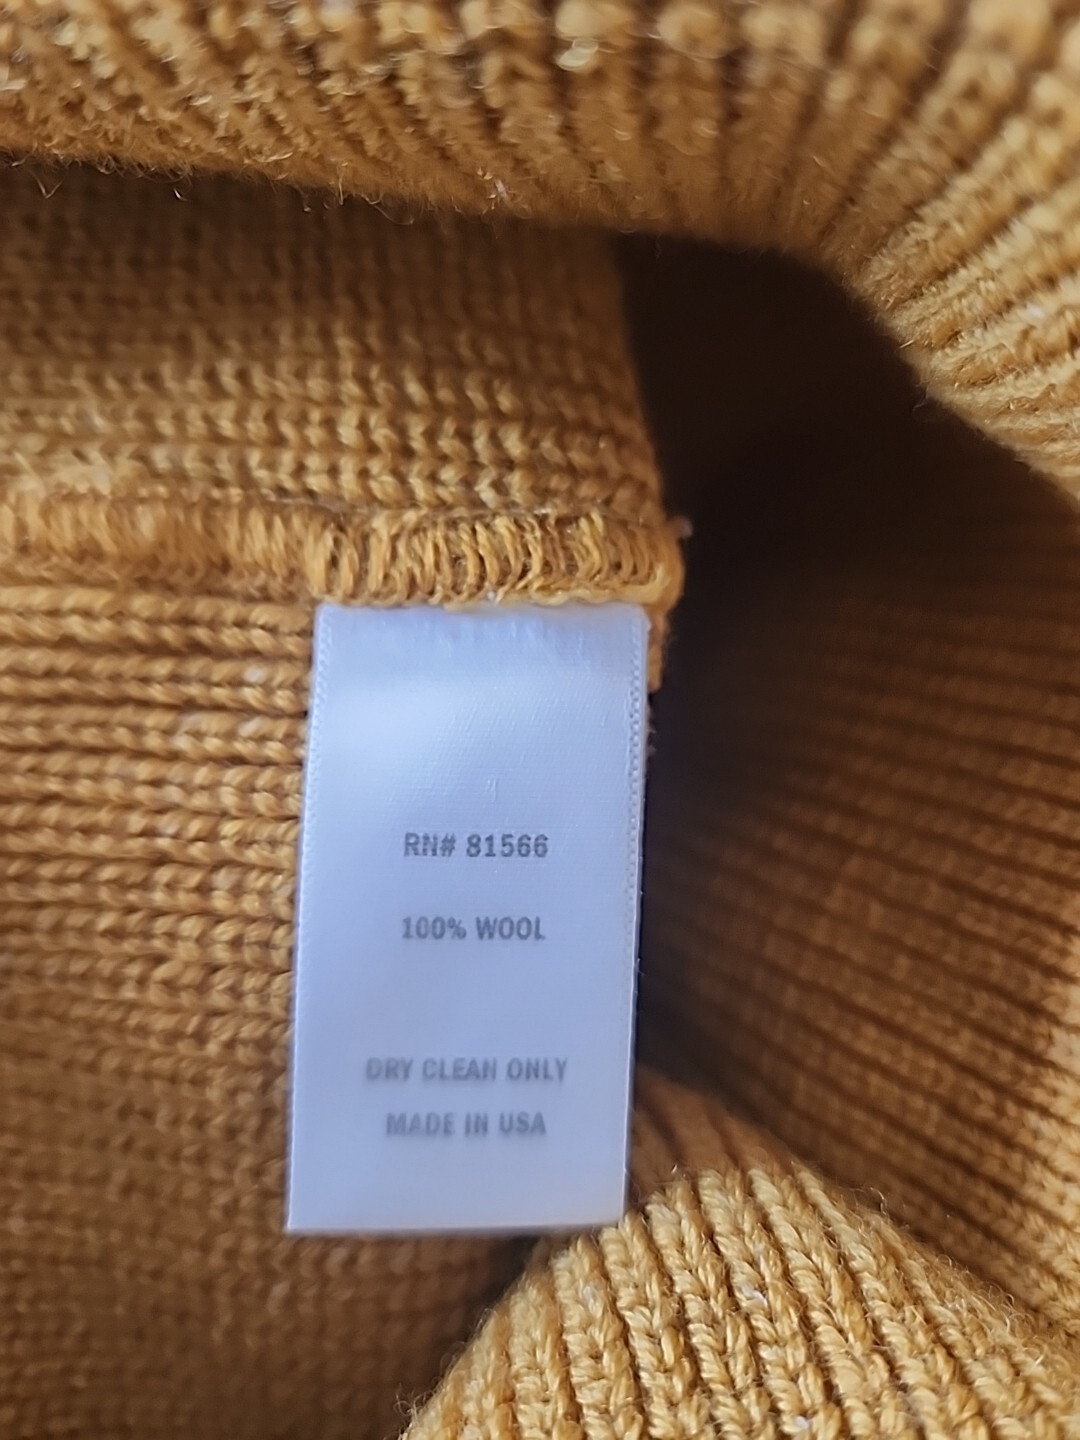 RN# 81566
100% WOOL
DRY CLEAN ONLY
MADE IN USA